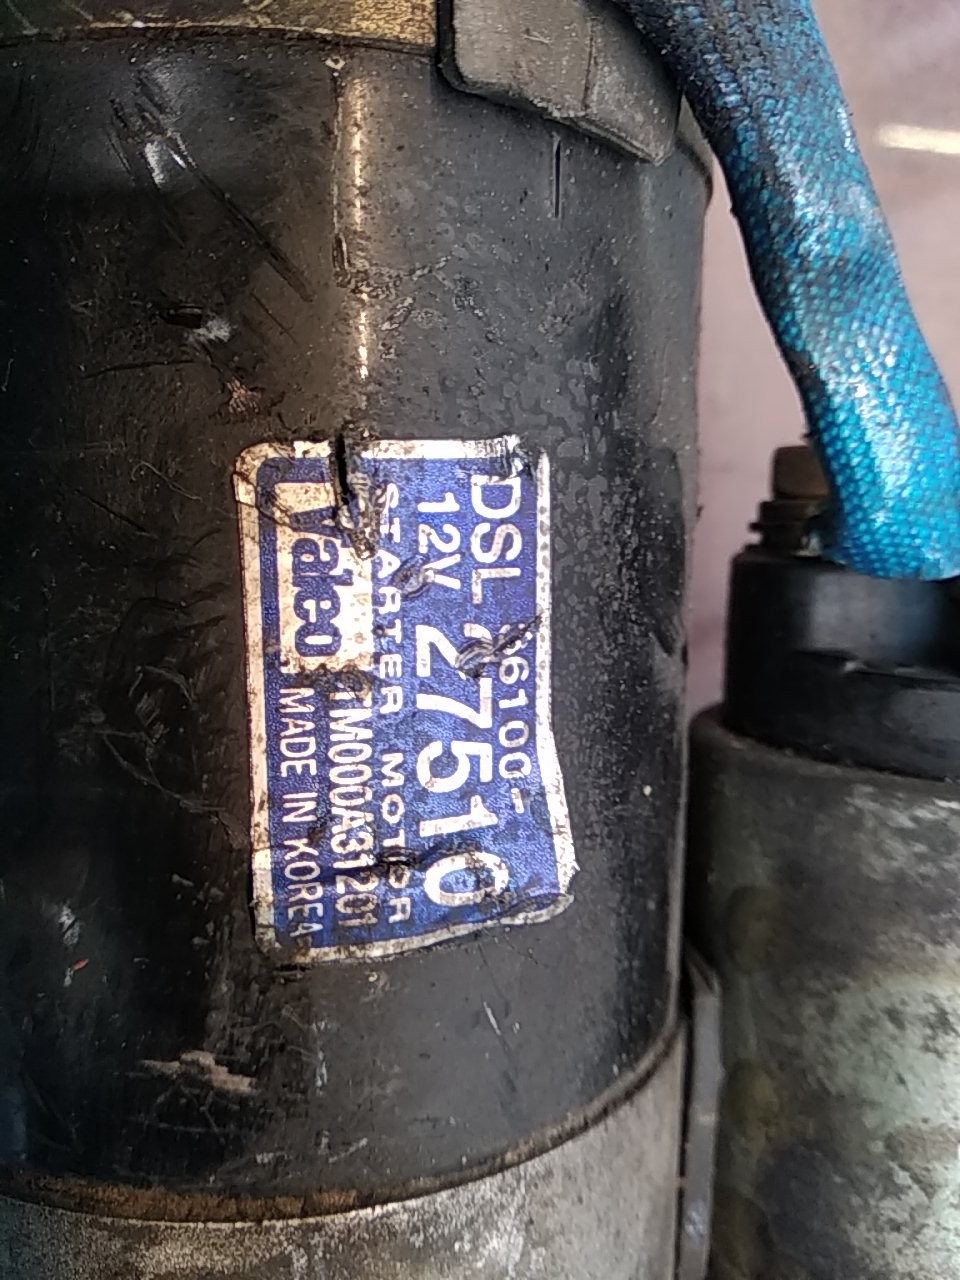 DSL 36100-
12V 27510
STARTER MOTOR
TM000A31201
Valeo MADE IN KOREA